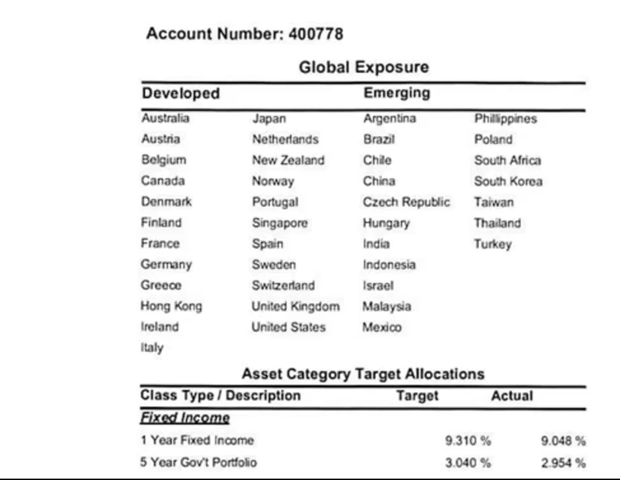 Account Number: 400778
Global Exposure
Developed Emerging
Australia Japan Argentina Phillippines
Austria Netherlands Brazil Poland
Belgium New Zealand Chile South Africa
Canada Norway China South Korea
Denmark Portugal Czech Republic Taiwan
Finland Singapore Hungary Thailand
France Spain India Turkey
Germany Sweden Indonesia
Greece Switzerland Israel
Hong Kong United Kingdom Malaysia
Ireland United States Mexico
Italy
Asset Category Target Allocations
Class Type / Description Target Actual
Fixed Income
1 Year Fixed Income 9.310 % 9.048 %
5 Year Gov't Portfolio 3.040 % 2.954 %